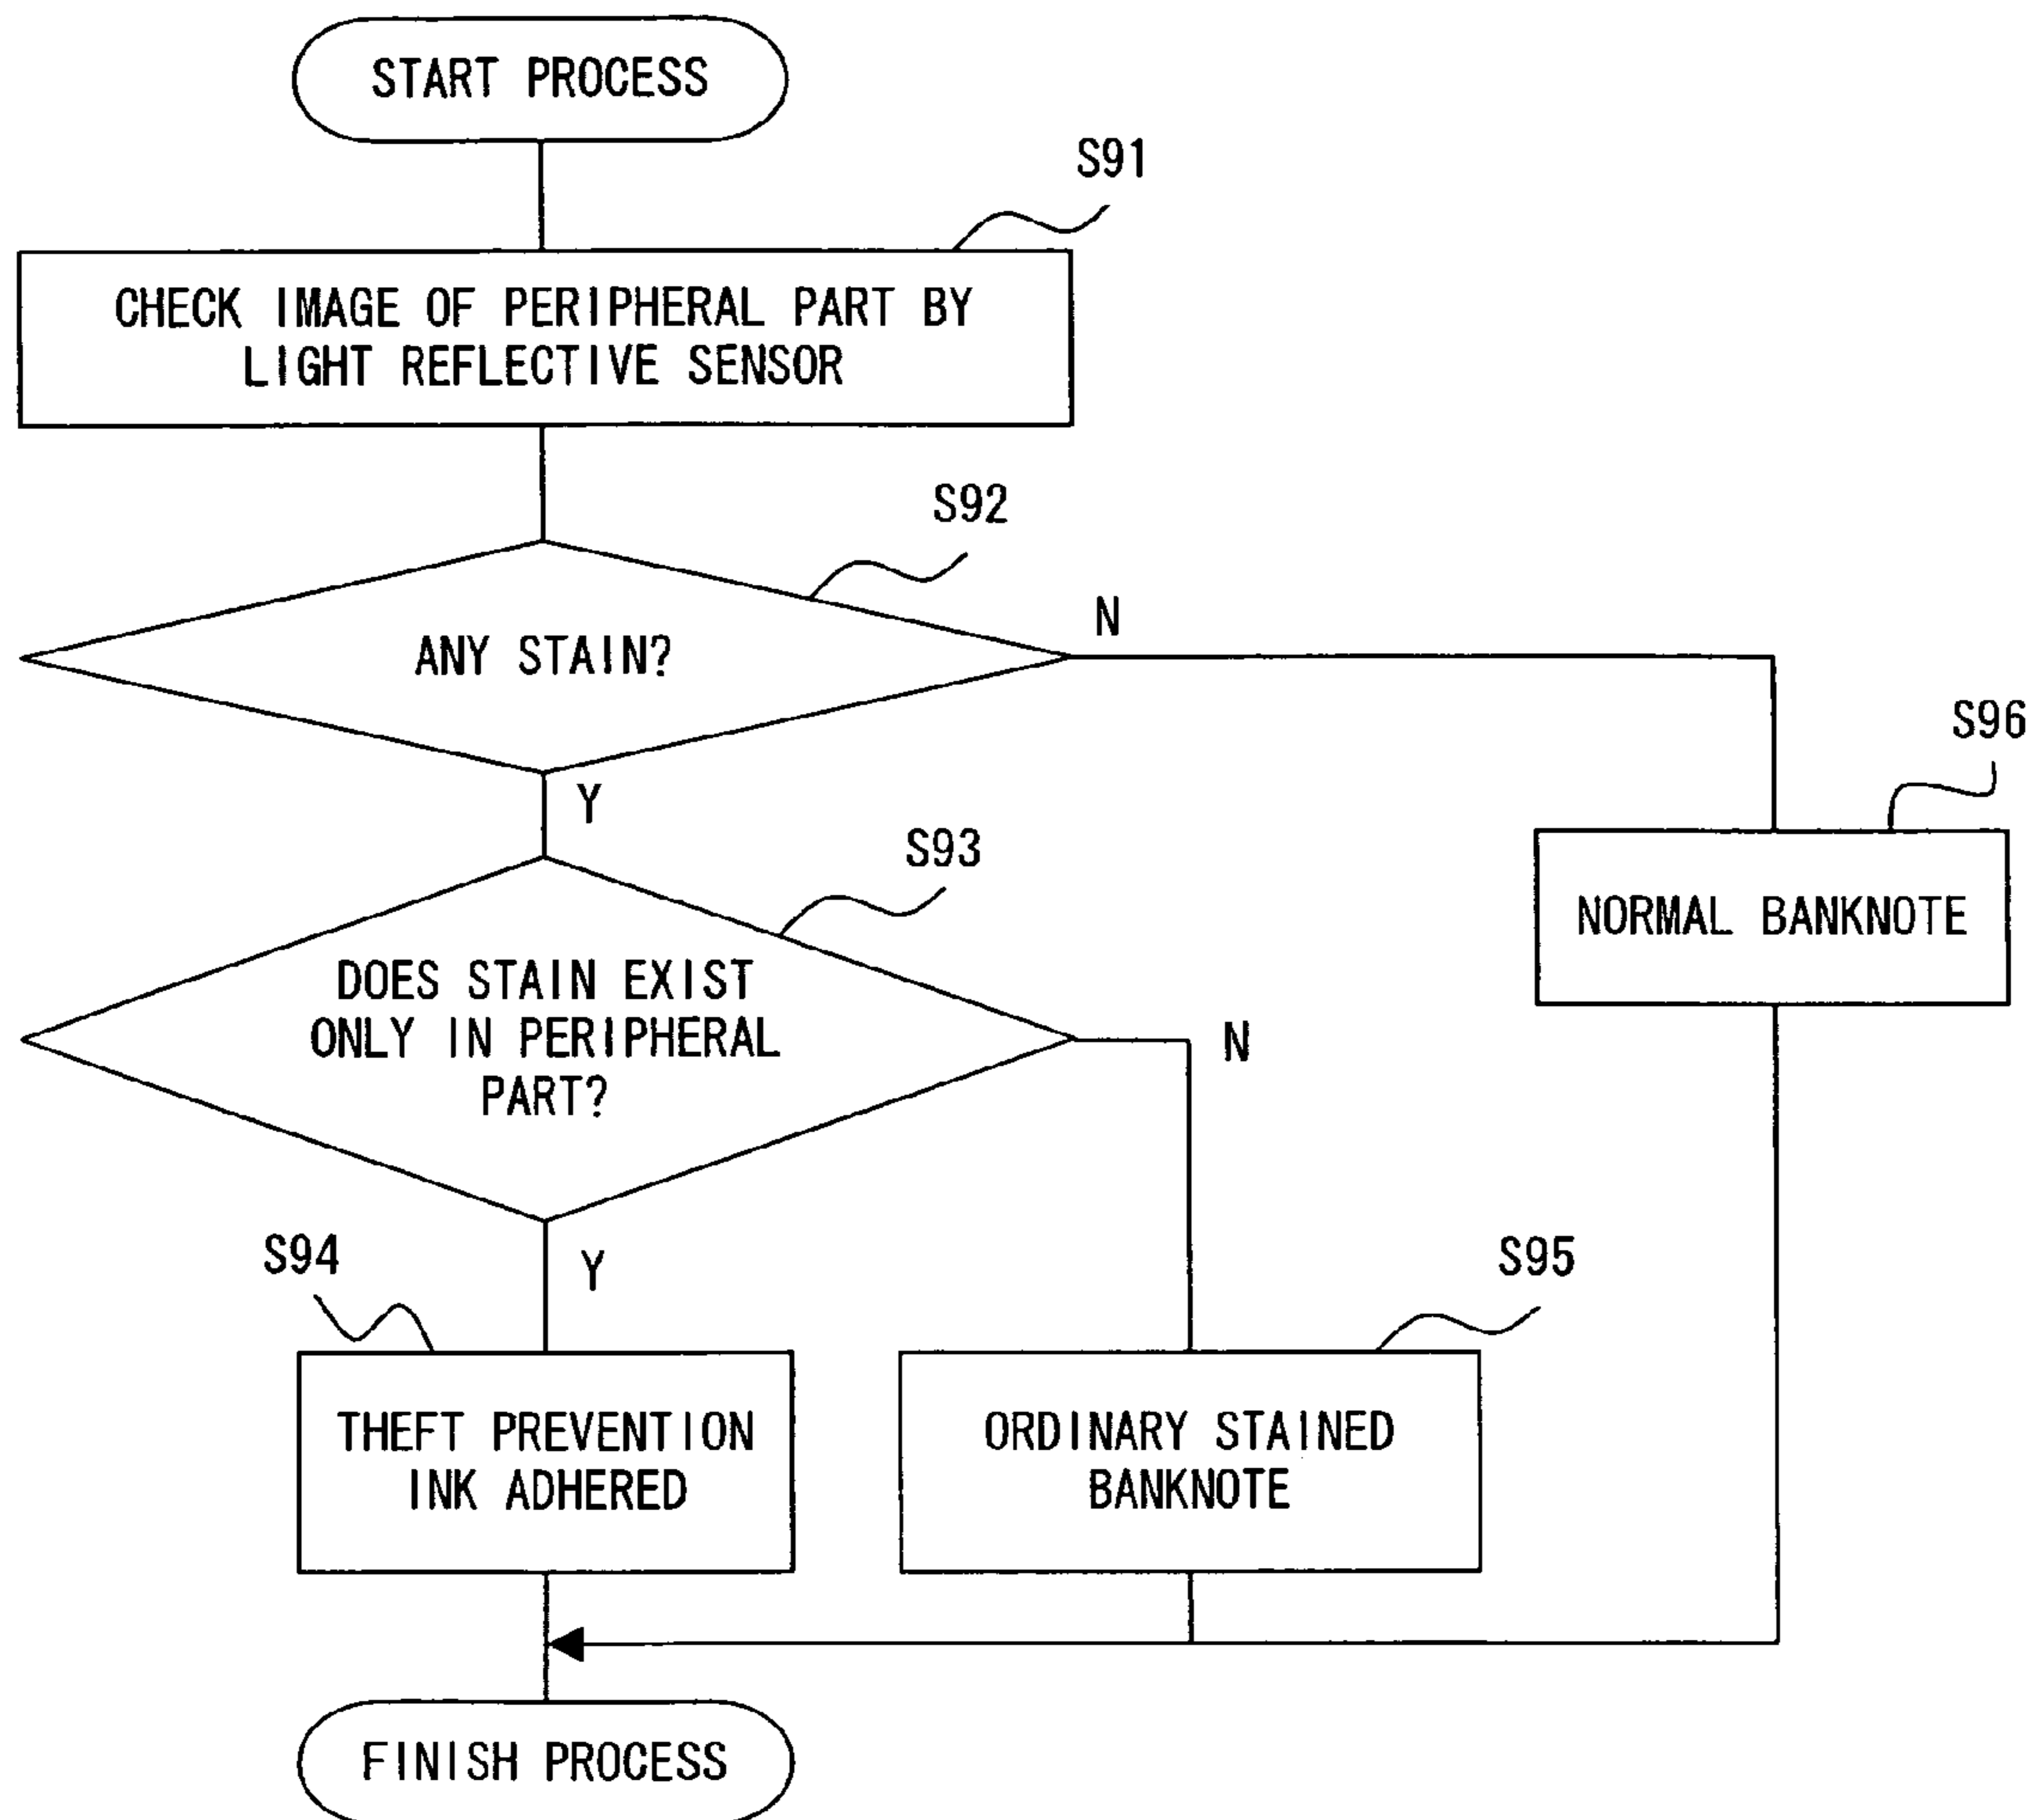 START PROCESS
S91
CHECK IMAGE OF PERIPHERAL PART BY
LIGHT REFLECTIVE SENSOR
S92
ANY STAIN?
N
Y
S96
NORMAL BANKNOTE
S93
DOES STAIN EXIST
ONLY IN PERIPHERAL
PART?
N
Y
S94
THEFT PREVENTION
INK ADHERED
S95
ORDINARY STAINED
BANKNOTE
FINISH PROCESS